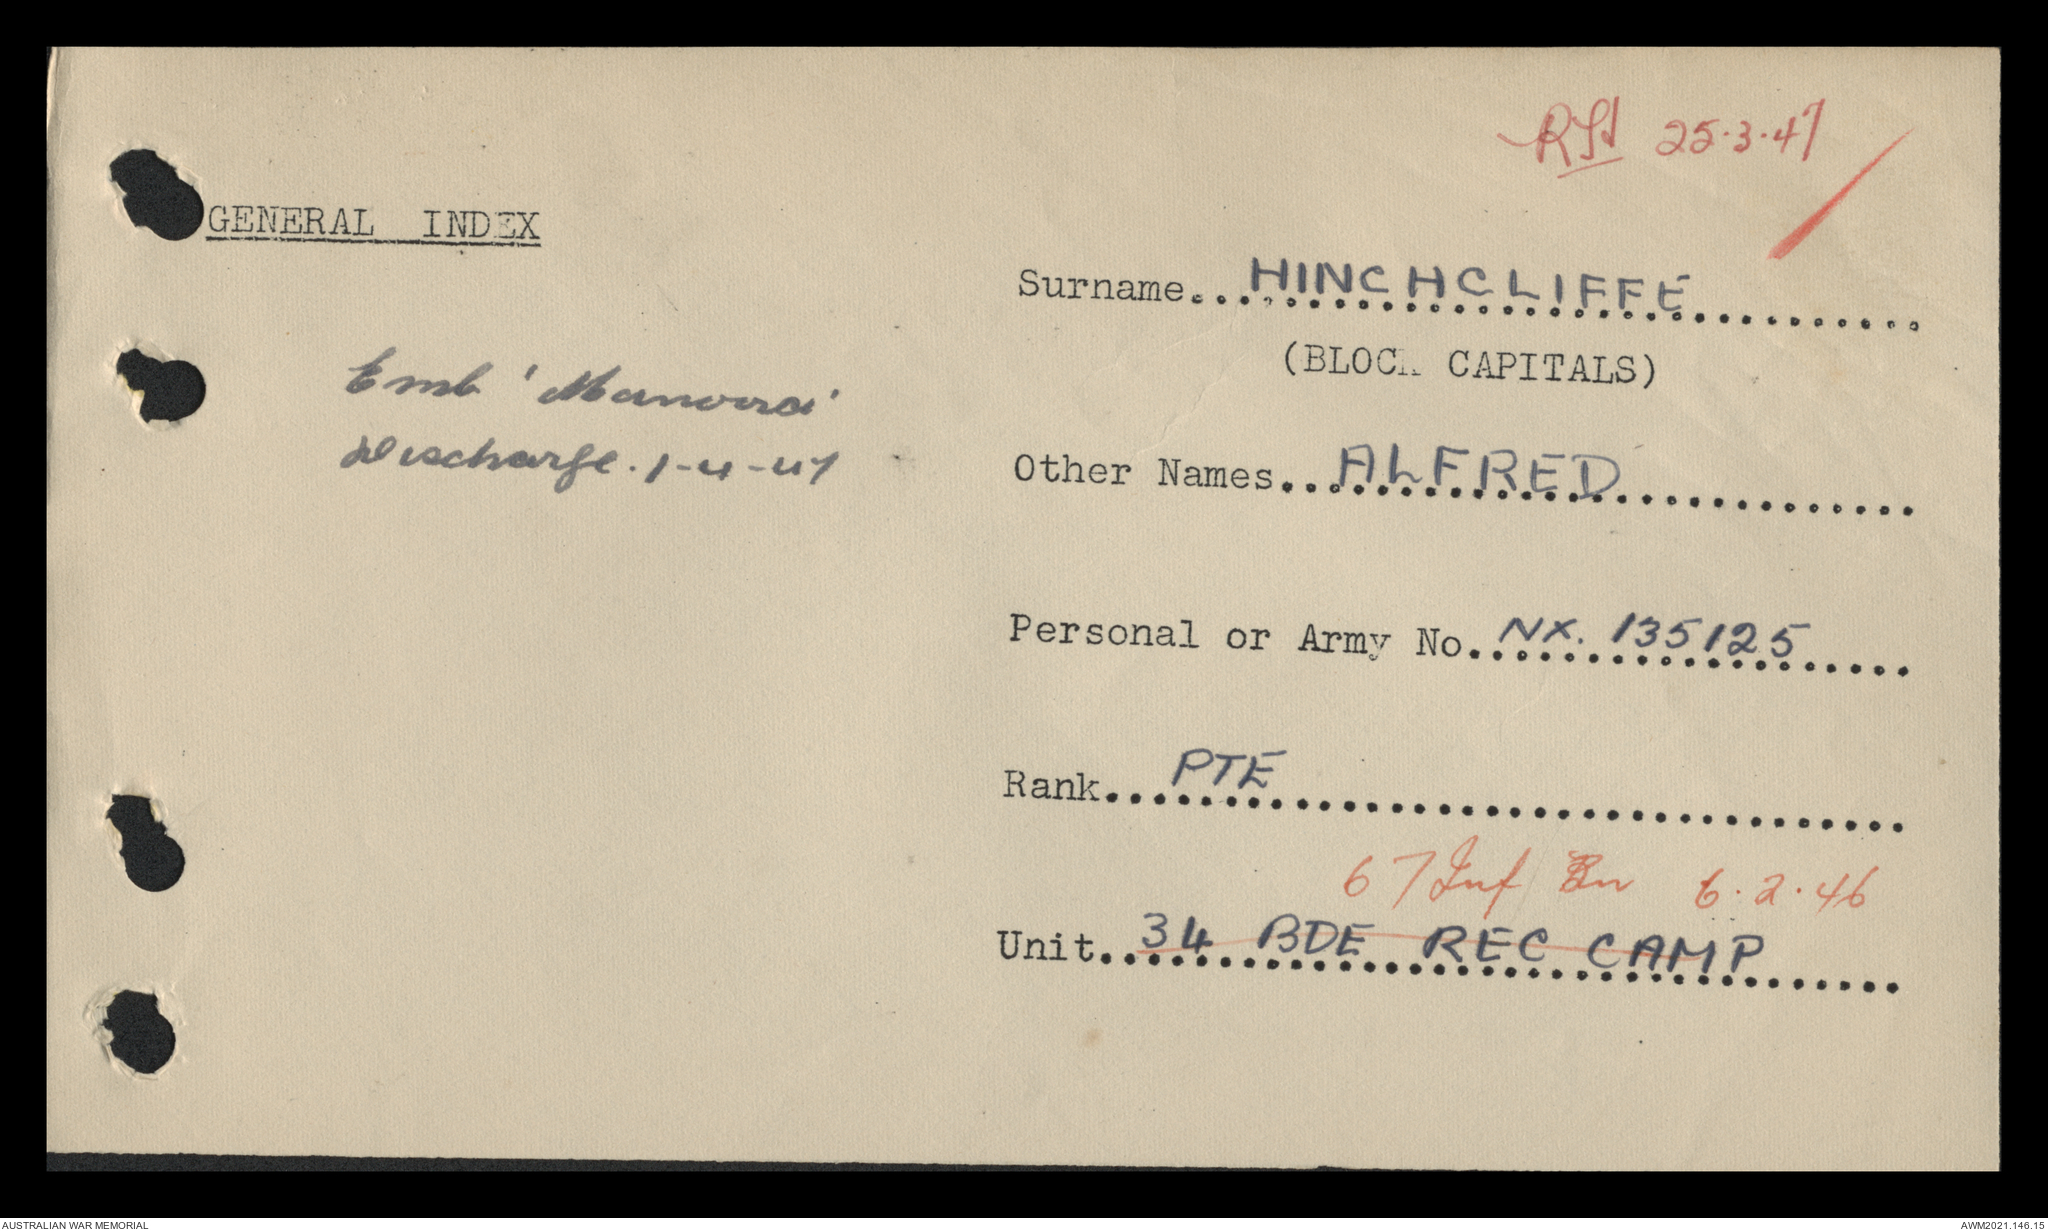 RSI 25.3.47
GENERAL INDEX
Surname...HINCHCLIFFE.........
(BLOCK CAPITALS)
Emb 'Manoora'
Discharge. 1-4-47
Other Names...ALFRED............
Personal or Army No. NX. 135125
Rank...PTE..............
67 Inf Bn 6.2.46
Unit...34 BDE REC CAMP......
AUSTRALIAN WAR MEMORIAL
AWM2021.146.15